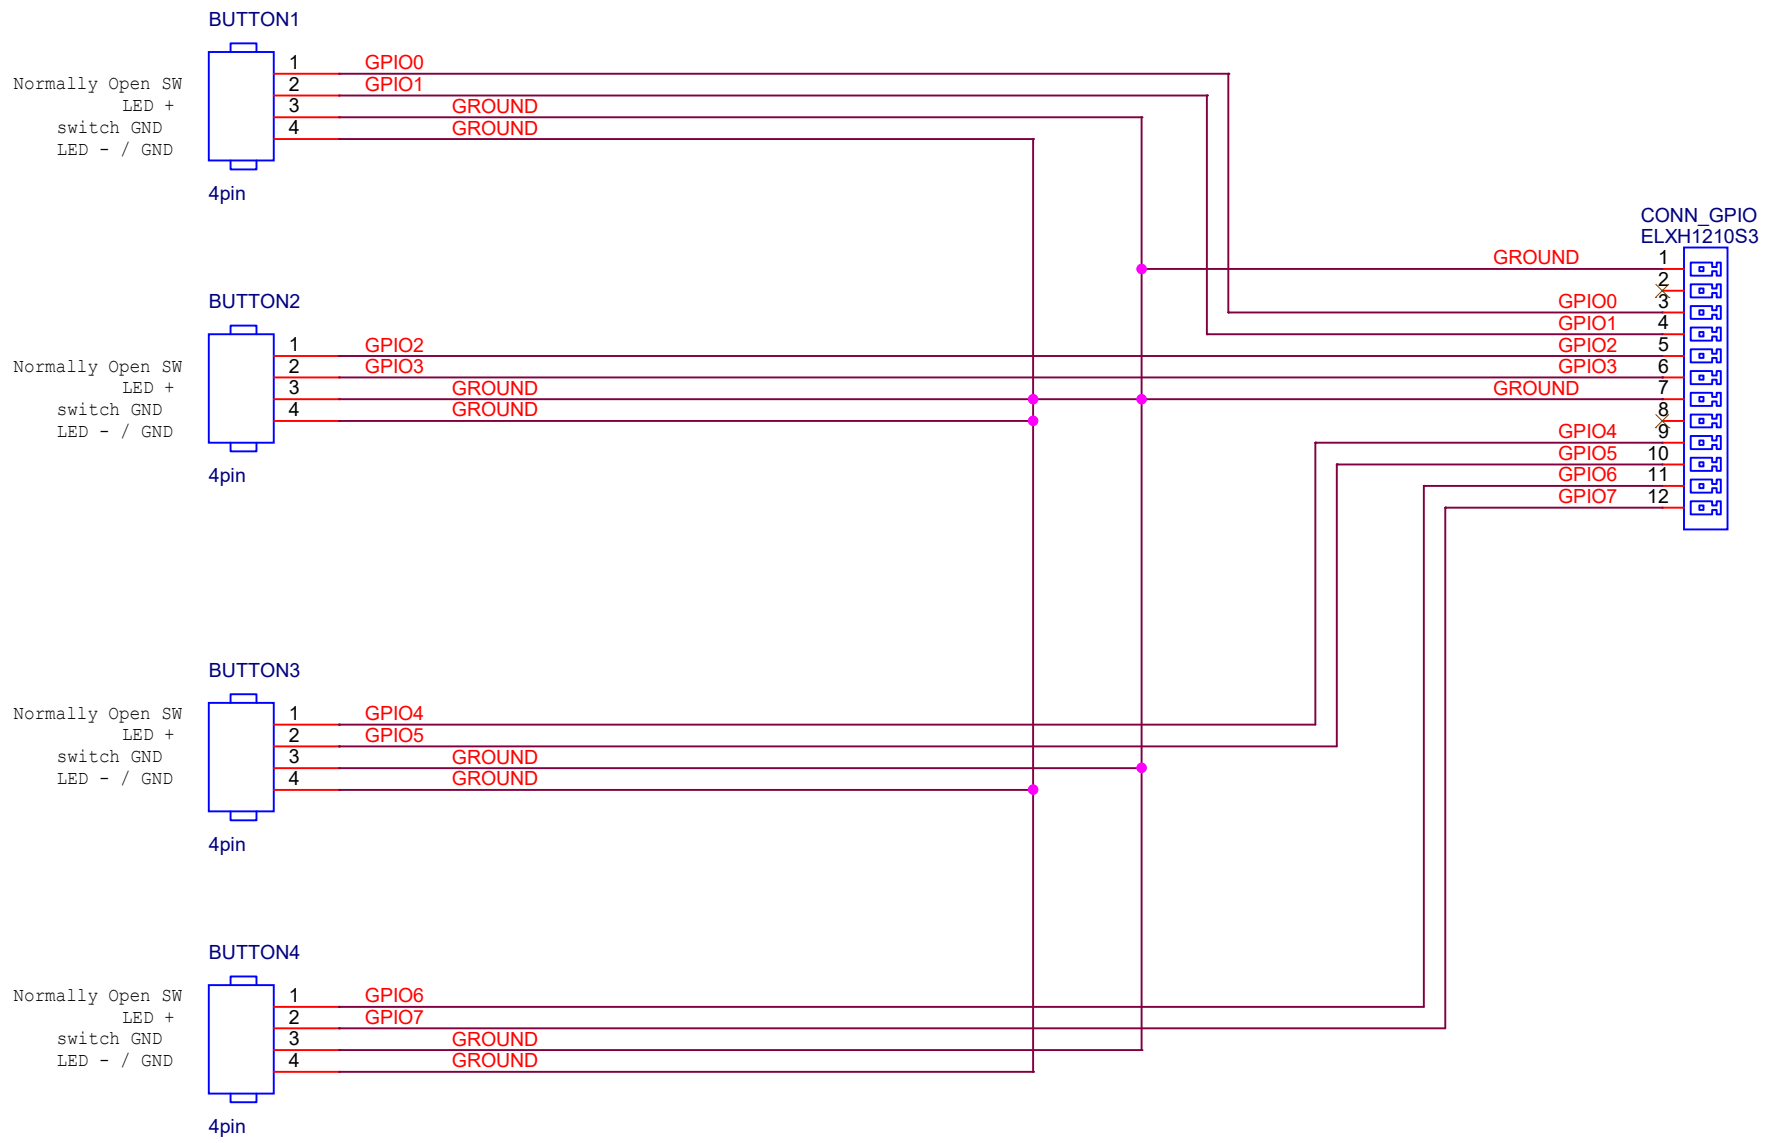 BUTTON1
1 GPIO0
Normally Open SW 2 GPIO1
LED + 3 GROUND
switch GND 4 GROUND
LED - / GND
4pin
CONN_GPIO
ELXH1210S3
GROUND 1
2
GPIO0 3
GPIO1 4
GPIO2 5
GPIO3 6
GROUND 7
8
GPIO4 9
GPIO5 10
GPIO6 11
GPIO7 12
BUTTON2
1 GPIO2
Normally Open SW 2 GPIO3
LED + 3 GROUND
switch GND 4 GROUND
LED - / GND
4pin
BUTTON3
Normally Open SW 1 GPIO4
LED + 2 GPIO5
switch GND 3 GROUND
LED - / GND 4 GROUND
4pin
BUTTON4
Normally Open SW 1 GPIO6
LED + 2 GPIO7
switch GND 3 GROUND
LED - / GND 4 GROUND
4pin